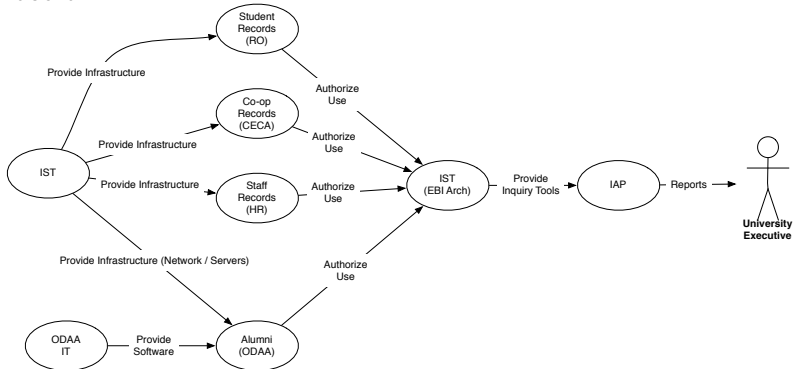 Student
Records
(RO)
Provide Infrastructure
Authorize
Use
Co-op
Records
(CECA)
Provide Infrastructure
Authorize
Use
IST
Provide Infrastructure
Staff
Records
(HR)
Authorize
Use
IST
(EBI Arch)
Provide
Inquiry Tools
IAP
Reports
University
Executive
Provide Infrastructure (Network / Servers)
Authorize
Use
ODAA
IT
Provide
Software
Alumni
(ODAA)